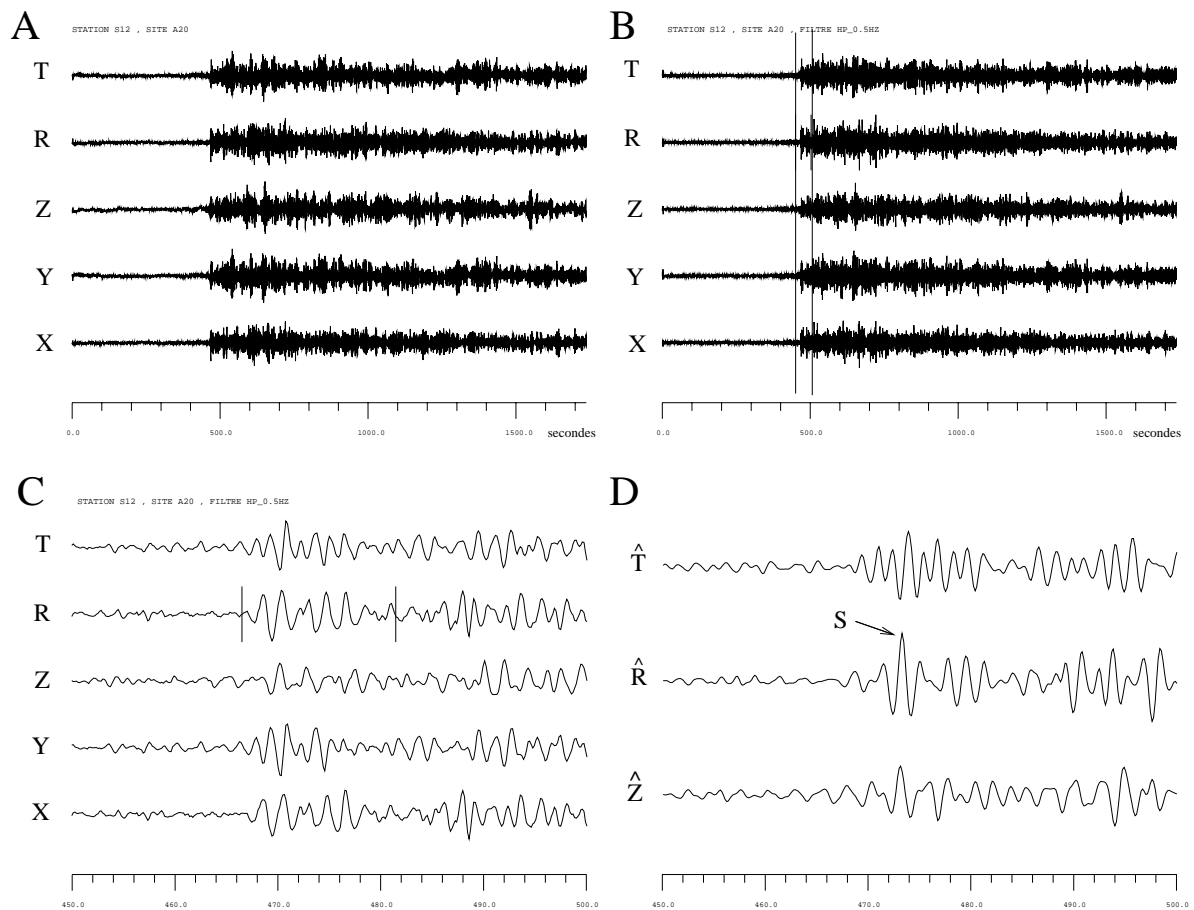 A
STATION S12 , SITE A20
T
R
Z
Y
X
0.0 500.0 1000.0 1500.0 secondes
B
STATION S12 , SITE A20 , FILTRE HP_0.5HZ
T
R
Z
Y
X
0.0 500.0 1000.0 1500.0 secondes
C
STATION S12 , SITE A20 , FILTRE HP_0.5HZ
T
R
Z
Y
X
450.0 460.0 470.0 480.0 490.0 500.0
D
T̂
S
R̂
Ẑ
450.0 460.0 470.0 480.0 490.0 500.0